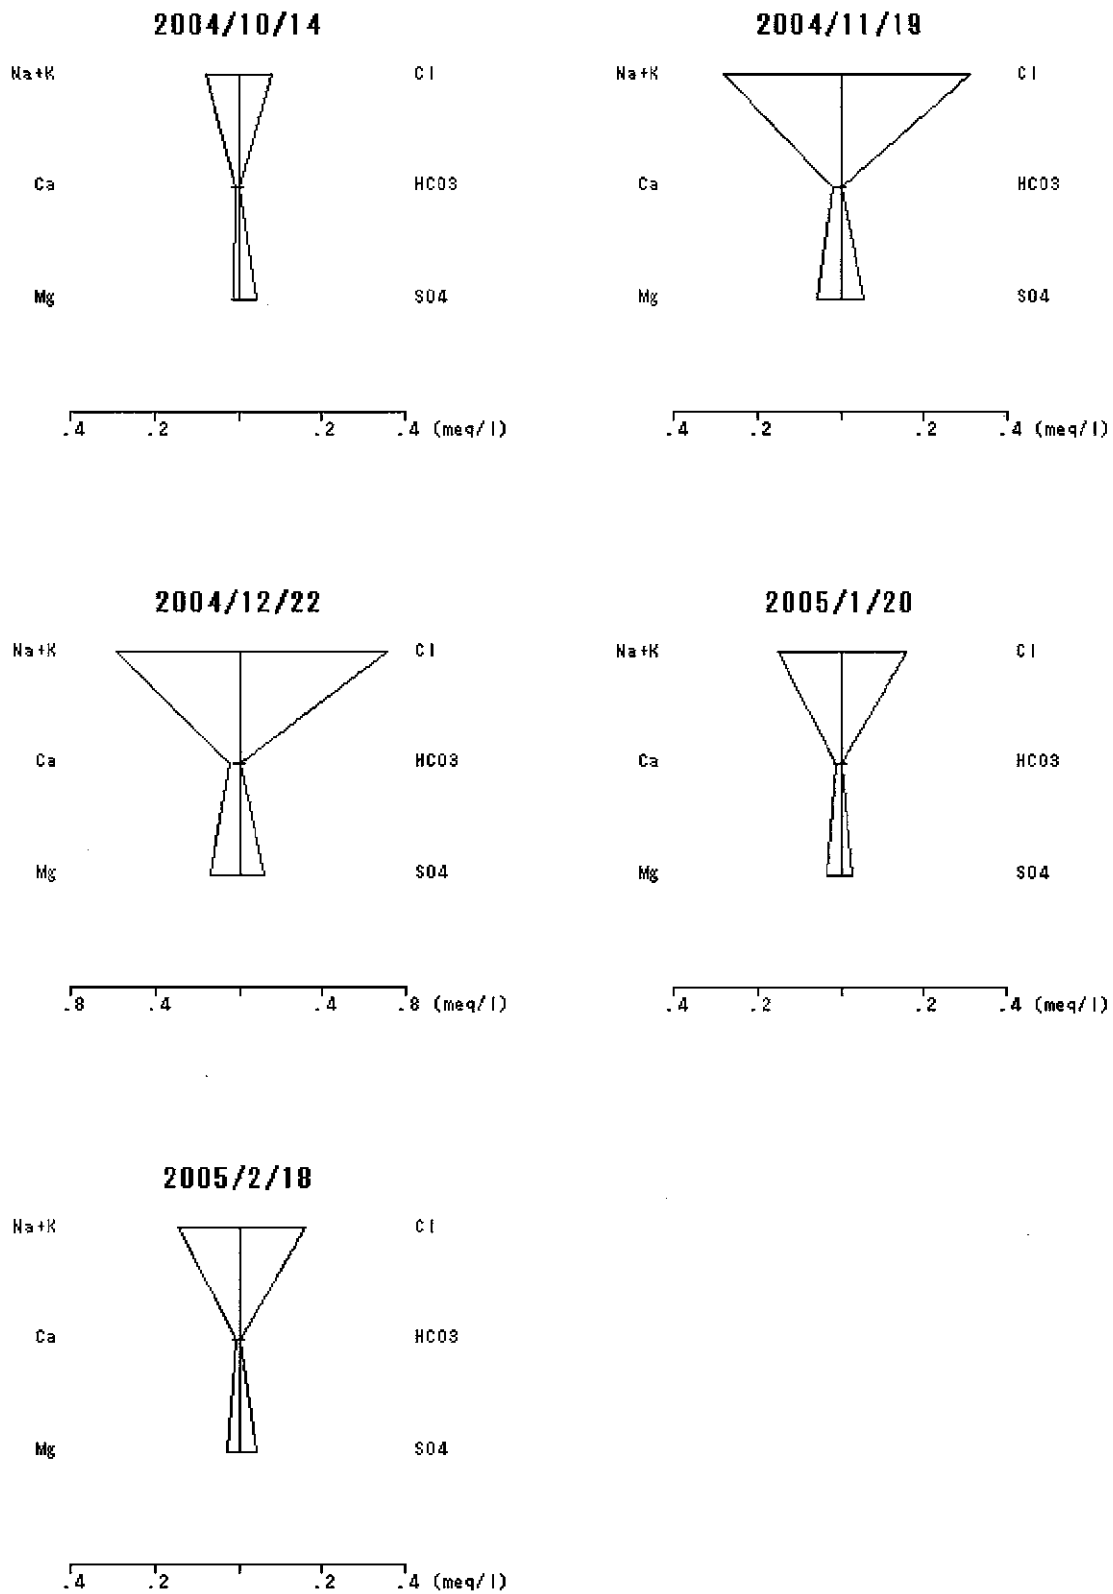 2004/10/14
Na+K Cl
Ca HCO3
Mg SO4
.4 .2 .2 .4 (meq/l)
2004/11/19
Na+K Cl
Ca HCO3
Mg SO4
.4 .2 .2 .4 (meq/l)
2004/12/22
Na+K Cl
Ca HCO3
Mg SO4
.8 .4 .4 .8 (meq/l)
2005/1/20
Na+K Cl
Ca HCO3
Mg SO4
.4 .2 .2 .4 (meq/l)
2005/2/18
Na+K Cl
Ca HCO3
Mg SO4
.4 .2 .2 .4 (meq/l)